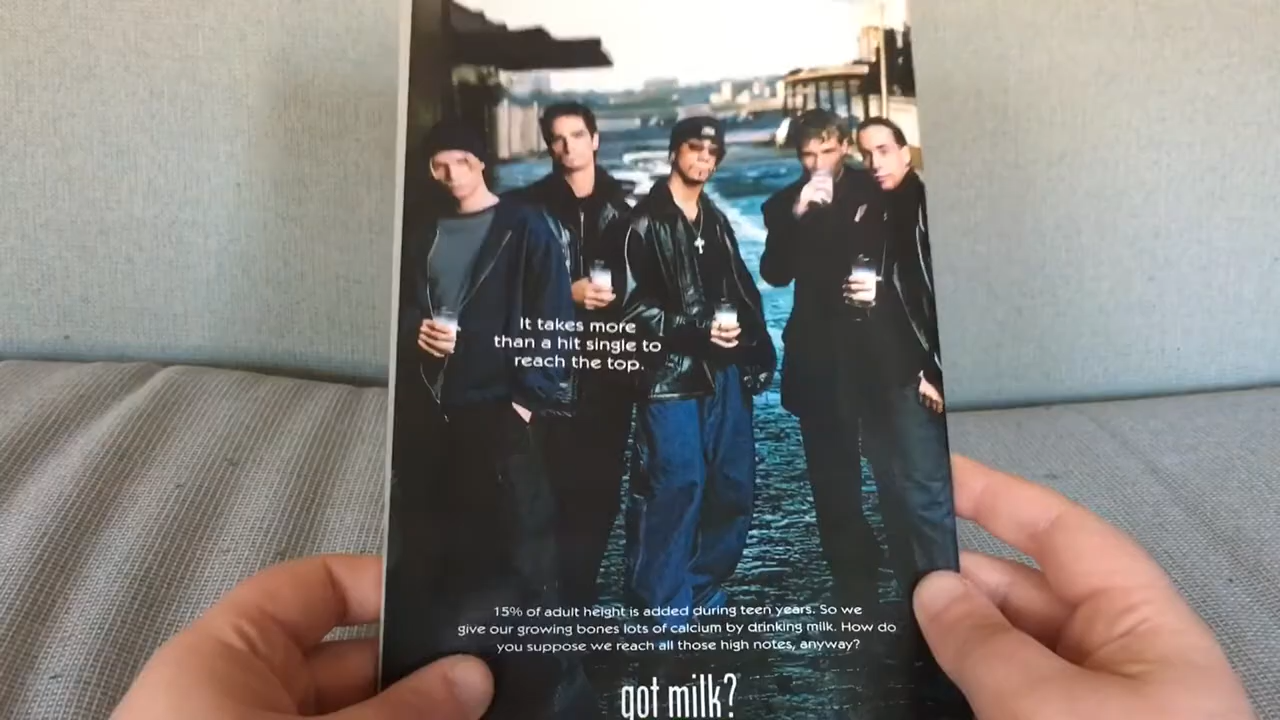 It takes more
than a hit single to
reach the top.
15% of adult height is added during teen years. So we
give our growing bones lots of calcium by drinking milk. How do
you suppose we reach all those high notes, anyway?
got milk?